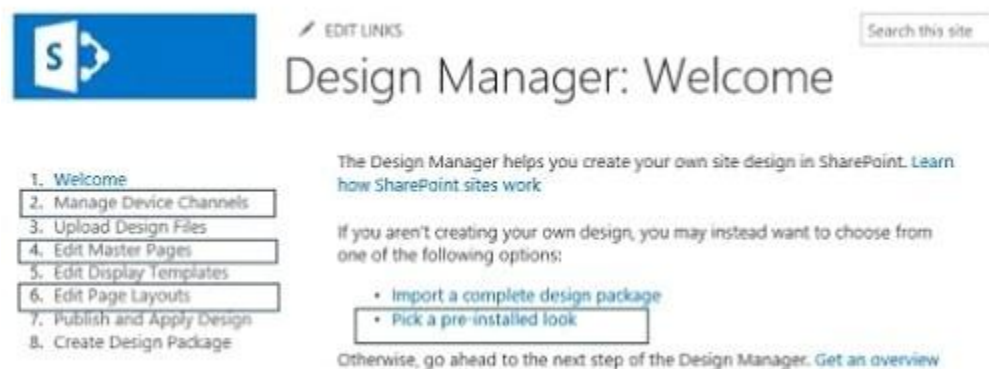 S
EDIT LINKS
Search this site
Design Manager: Welcome
1. Welcome
2. Manage Device Channels
3. Upload Design Files
4. Edit Master Pages
5. Edit Display Templates
6. Edit Page Layouts
7. Publish and Apply Design
8. Create Design Package
The Design Manager helps you create your own site design in SharePoint. Learn
how SharePoint sites work
If you aren't creating your own design, you may instead want to choose from
one of the following options:
• Import a complete design package
• Pick a pre-installed look
Otherwise, go ahead to the next step of the Design Manager. Get an overview